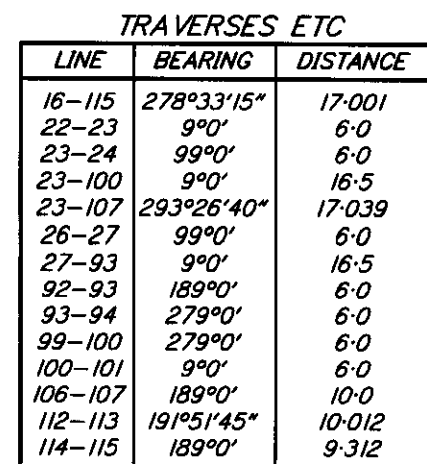 TRAVERSES ETC
LINE BEARING DISTANCE
16-115 278°33'15" 17·001
22-23 9°0' 6·0
23-24 99°0' 6·0
23-100 9°0' 16·5
23-107 293°26'40" 17·039
26-27 99°0' 6·0
27-93 9°0' 16·5
92-93 189°0' 6·0
93-94 279°0' 6·0
99-100 279°0' 6·0
100-101 9°0' 6·0
106-107 189°0' 10·0
112-113 191°51'45" 10·012
114-115 189°0' 9·312